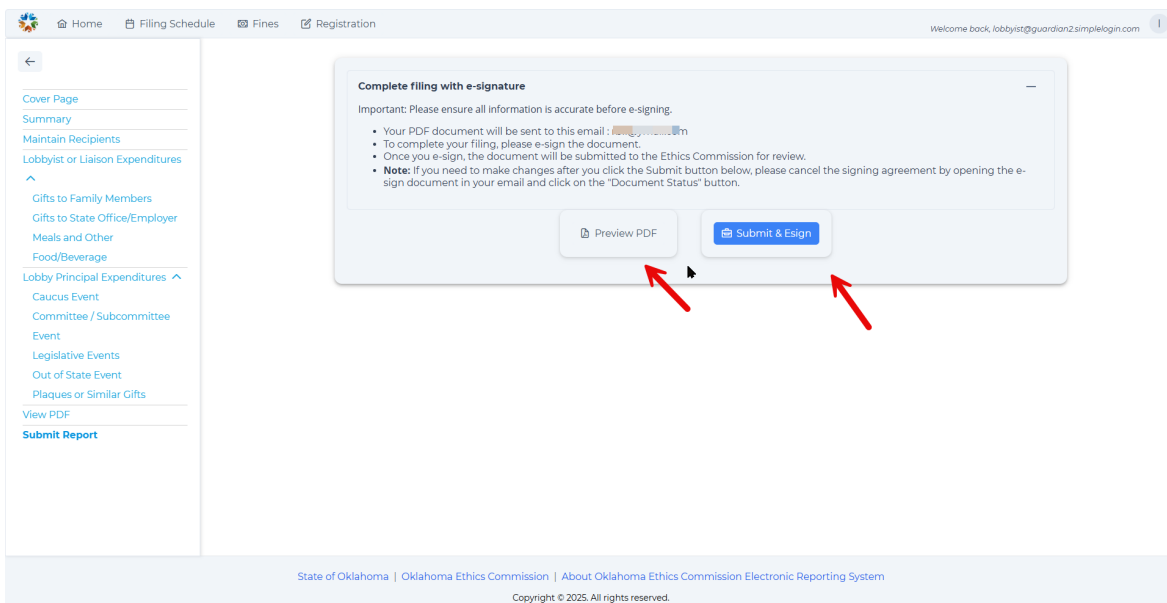 Home Filing Schedule Fines Registration
Welcome back, lobbyist@guardian2.simplelogin.com
Cover Page
Summary
Maintain Recipients
Lobbyist or Liaison Expenditures
Gifts to Family Members
Gifts to State Office/Employer
Meals and Other
Food/Beverage
Lobby Principal Expenditures
Caucus Event
Committee / Subcommittee
Event
Legislative Events
Out of State Event
Plaques or Similar Gifts
View PDF
Submit Report
Complete filing with e-signature
Important: Please ensure all information is accurate before e-signing.
• Your PDF document will be sent to this email :
• To complete your filing, please e-sign the document.
• Once you e-sign, the document will be submitted to the Ethics Commission for review.
• Note: If you need to make changes after you click the Submit button below, please cancel the signing agreement by opening the e-
sign document in your email and click on the "Document Status" button.
Preview PDF
Submit & Esign
State of Oklahoma | Oklahoma Ethics Commission | About Oklahoma Ethics Commission Electronic Reporting System
Copyright © 2025. All rights reserved.